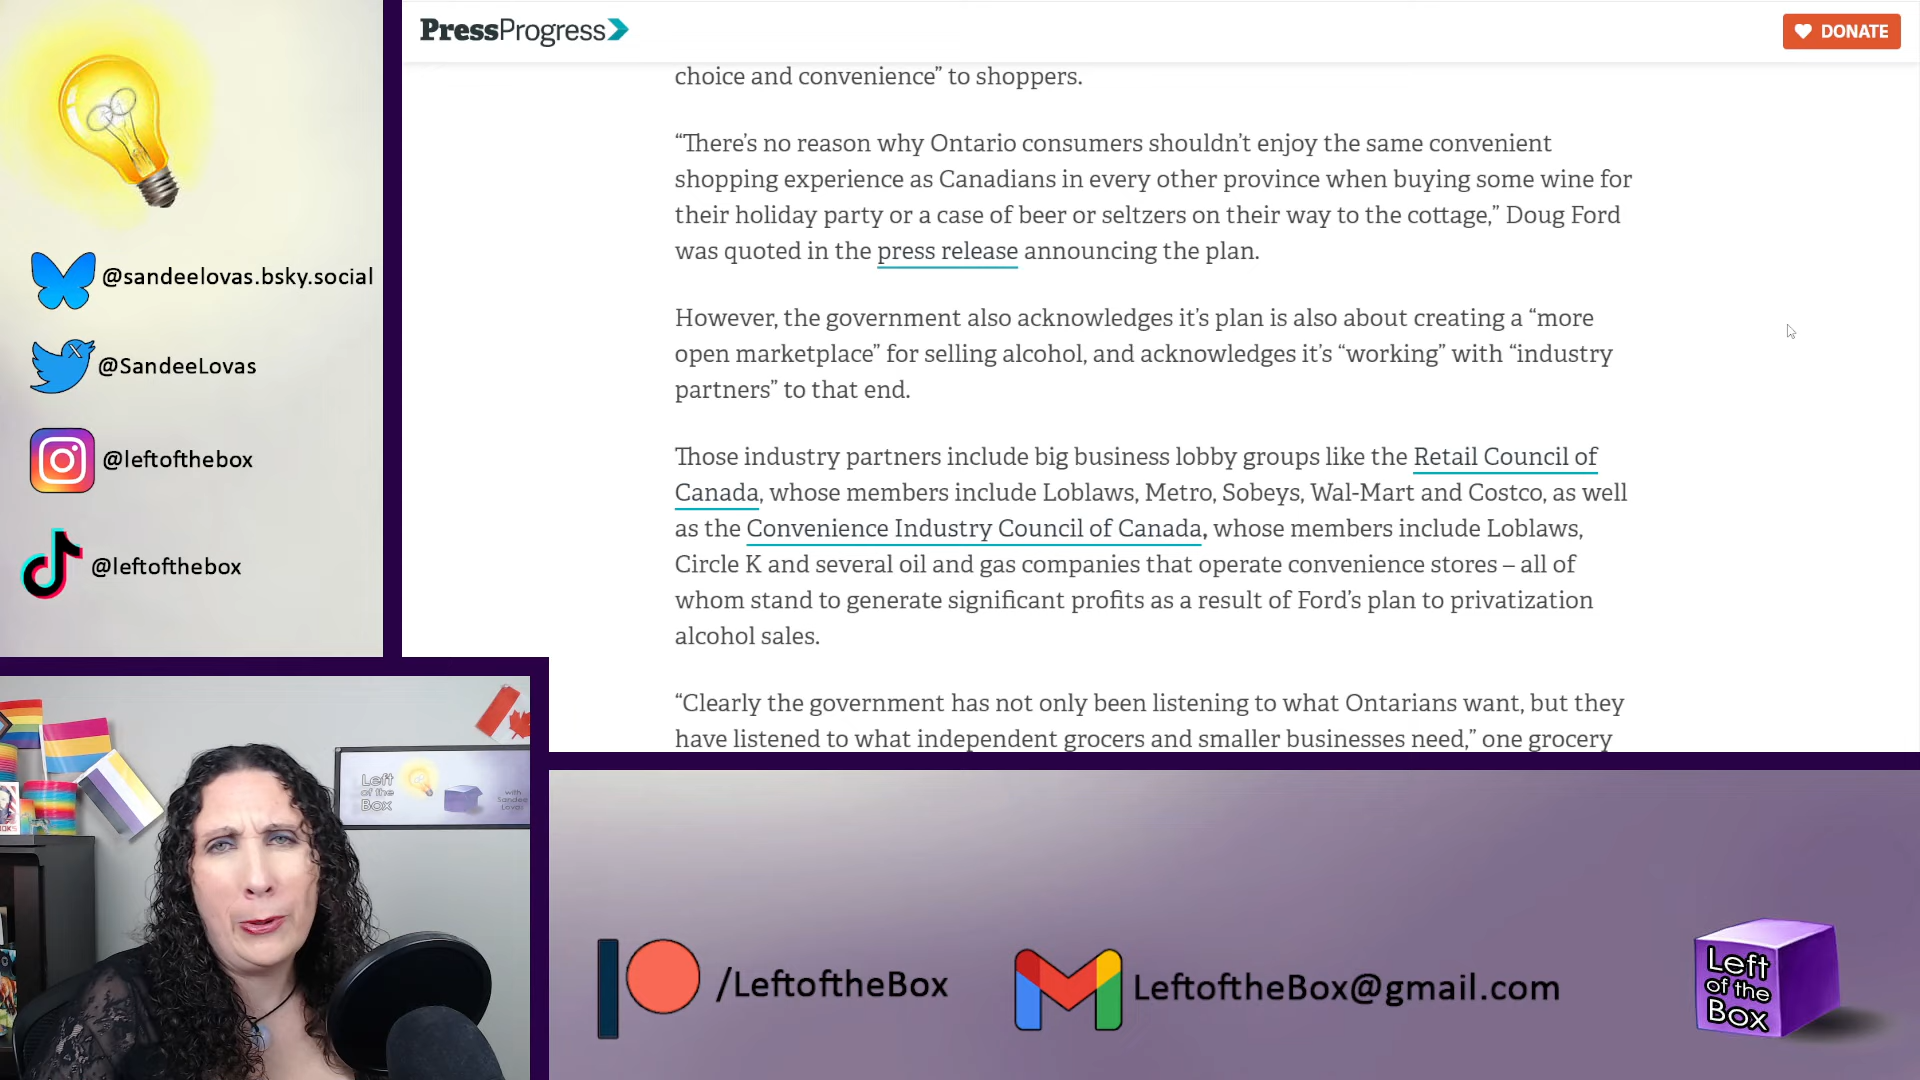 PressProgress
DONATE
choice and convenience” to shoppers.
“There’s no reason why Ontario consumers shouldn’t enjoy the same convenient
shopping experience as Canadians in every other province when buying some wine for
their holiday party or a case of beer or seltzers on their way to the cottage,” Doug Ford
was quoted in the press release announcing the plan.
However, the government also acknowledges it’s plan is also about creating a “more
open marketplace” for selling alcohol, and acknowledges it’s “working” with “industry
partners” to that end.
Those industry partners include big business lobby groups like the Retail Council of
Canada, whose members include Loblaws, Metro, Sobeys, Wal-Mart and Costco, as well
as the Convenience Industry Council of Canada, whose members include Loblaws,
Circle K and several oil and gas companies that operate convenience stores – all of
whom stand to generate significant profits as a result of Ford’s plan to privatization
alcohol sales.
“Clearly the government has not only been listening to what Ontarians want, but they
have listened to what independent grocers and smaller businesses need,” one grocery
@sandeelovas.bsky.social
X
@SandeeLovas
@leftofthebox
@leftofthebox
Left
of the
Box
with
Sandee
Lovas
/LeftoftheBox
LeftoftheBox@gmail.com
Left
of the
Box